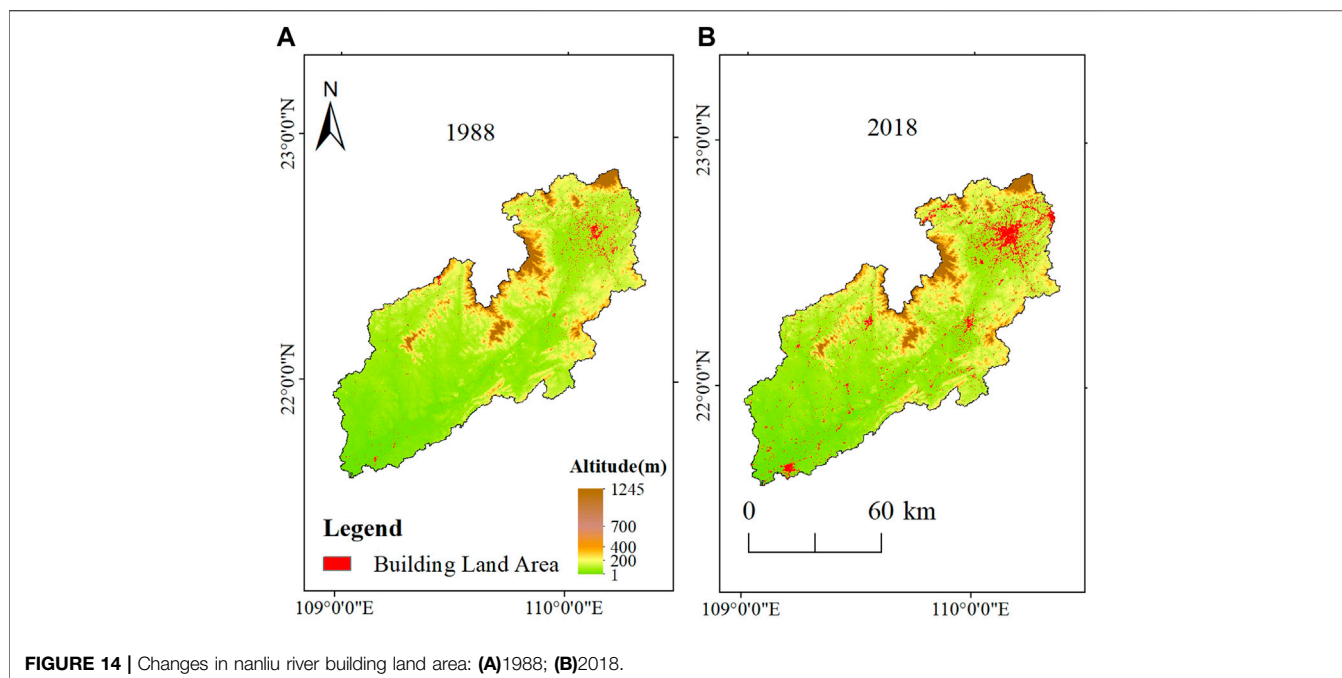 A
B
N
1988
2018
23°0'0"N
23°0'0"N
22°0'0"N
22°0'0"N
Altitude(m)
1245
700
400
200
1
Legend
Building Land Area
0
60 km
109°0'0"E
110°0'0"E
109°0'0"E
110°0'0"E
FIGURE 14 | Changes in nanliu river building land area: (A)1988; (B)2018.